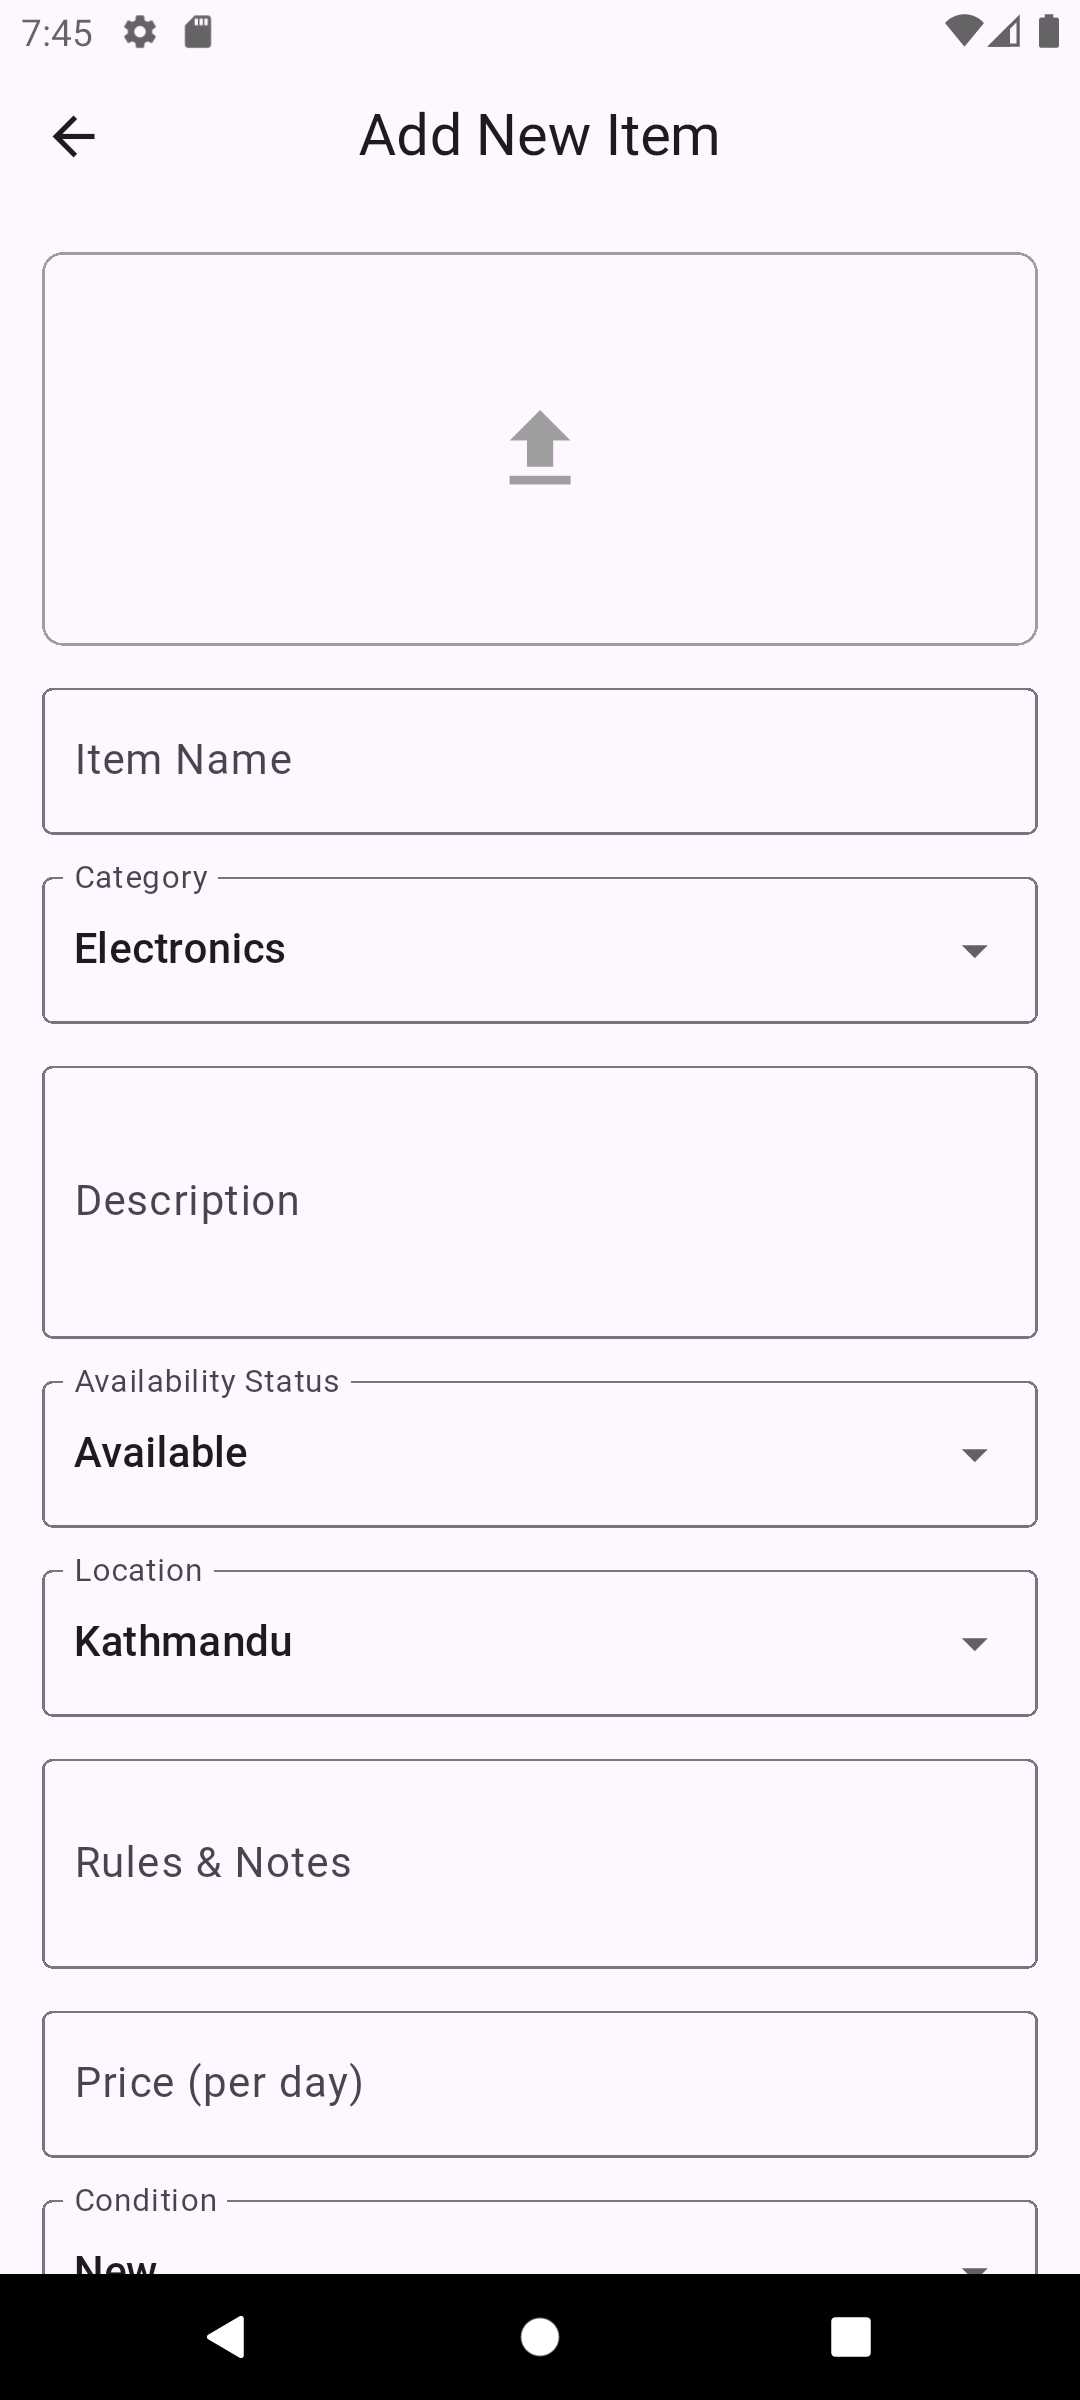 7:45
Add New Item
Item Name
Category
Electronics
Description
Availability Status
Available
Location
Kathmandu
Rules & Notes
Price (per day)
Condition
New